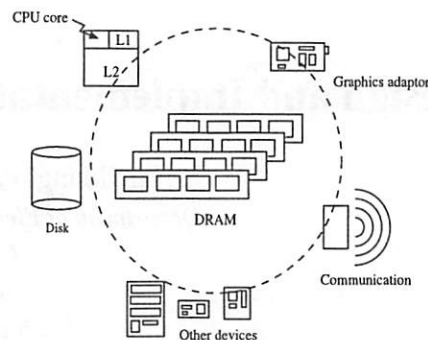 CPU core
L1
L2
Graphics adaptor
DRAM
Disk
Communication
Other devices